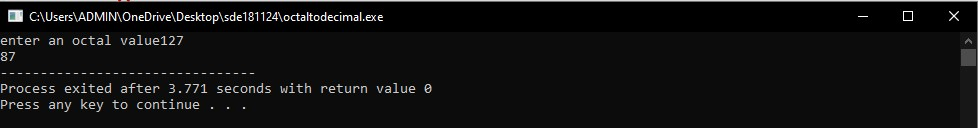 C:\Users\ADMIN\OneDrive\Desktop\sde181124\octaltodecimal.exe
enter an octal value127
87
--------------------------------
Process exited after 3.771 seconds with return value 0
Press any key to continue . . .